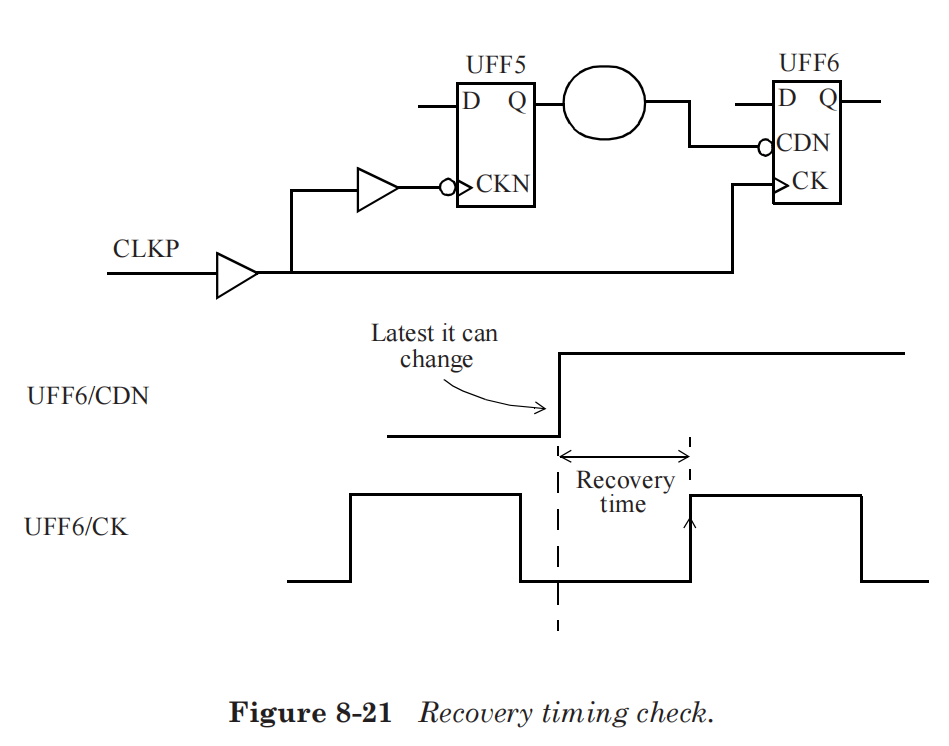 UFF5
UFF6
D Q
D Q
CDN
CKN
CK
CLKP
Latest it can
change
UFF6/CDN
Recovery
time
UFF6/CK
Figure 8-21 Recovery timing check.